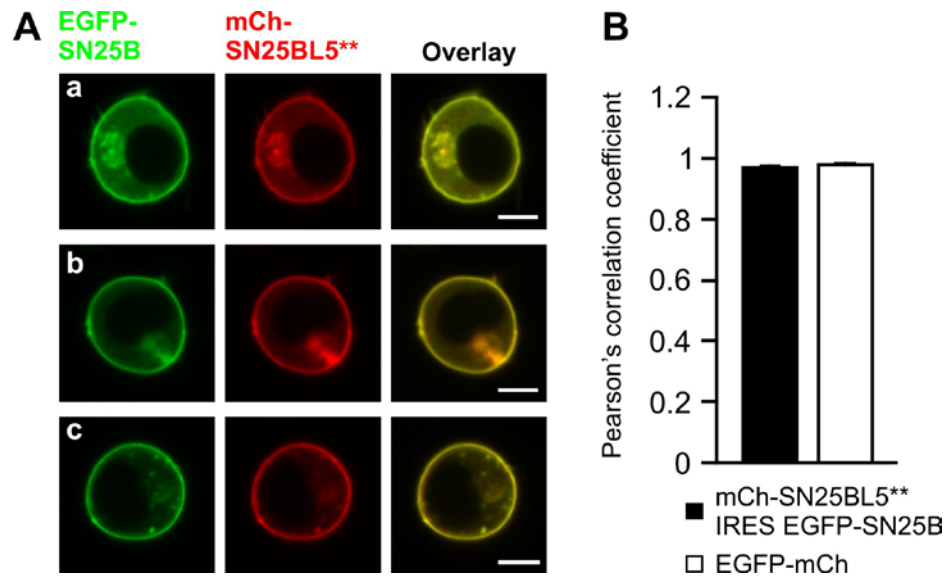 A
EGFP-
SN25B
mCh-
SN25BL5**
Overlay
a
b
c
B
Pearson's correlation coefficient
1.2
1
0.8
0.6
0.4
0.2
0
mCh-SN25BL5**
IRES EGFP-SN25B
EGFP-mCh